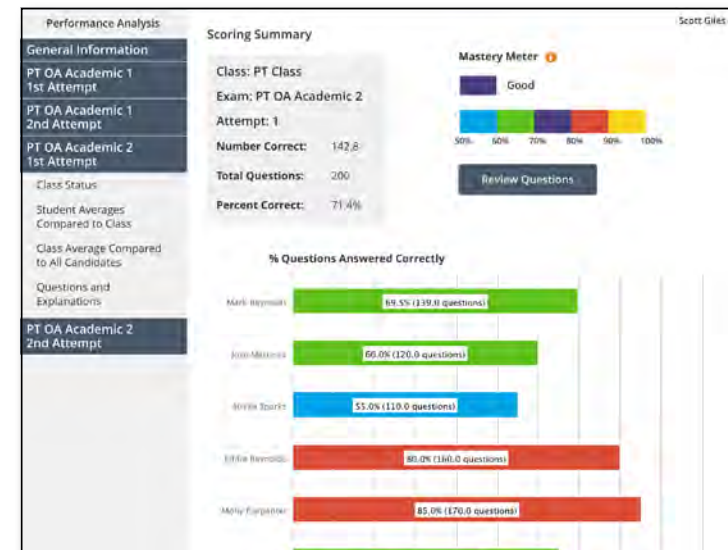 Performance Analysis
General Information
PT OA Academic 1
1st Attempt
PT OA Academic 1
2nd Attempt
PT OA Academic 2
1st Attempt
Class Status
Student Averages
Compared to Class
Class Average Compared
to All Candidates
Questions and
Explanations
PT OA Academic 2
2nd Attempt
Scott Giles
Scoring Summary
Class: PT Class
Exam: PT OA Academic 2
Attempt: 1
Number Correct: 142.8
Total Questions: 200
Percent Correct: 71.4%
Mastery Meter
Good
50% 60% 70% 80% 90% 100%
Review Questions
% Questions Answered Correctly
Mark Reynolds 69.5% (139.0 questions)
60.0% (120.0 questions)
Sparks 55.0% (110.0 questions)
Eddie Reynolds 80.0% (160.0 questions)
Molly Carpenter 85.0% (170.0 questions)